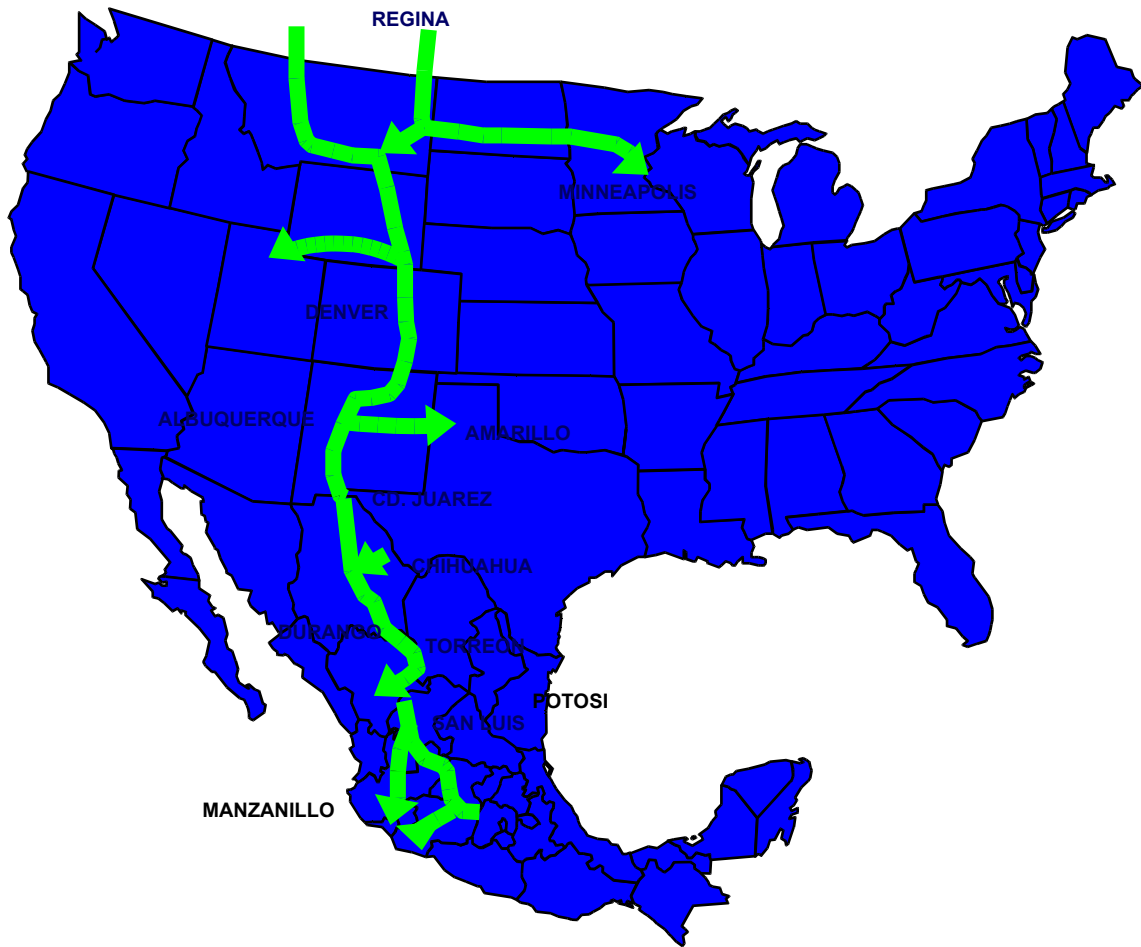 REGINA
MINNEAPOLIS
DENVER
ALBUQUERQUE
AMARILLO
CD. JUAREZ
CHIHUAHUA
DURANGO
TORREON
POTOSI
SAN LUIS
MANZANILLO